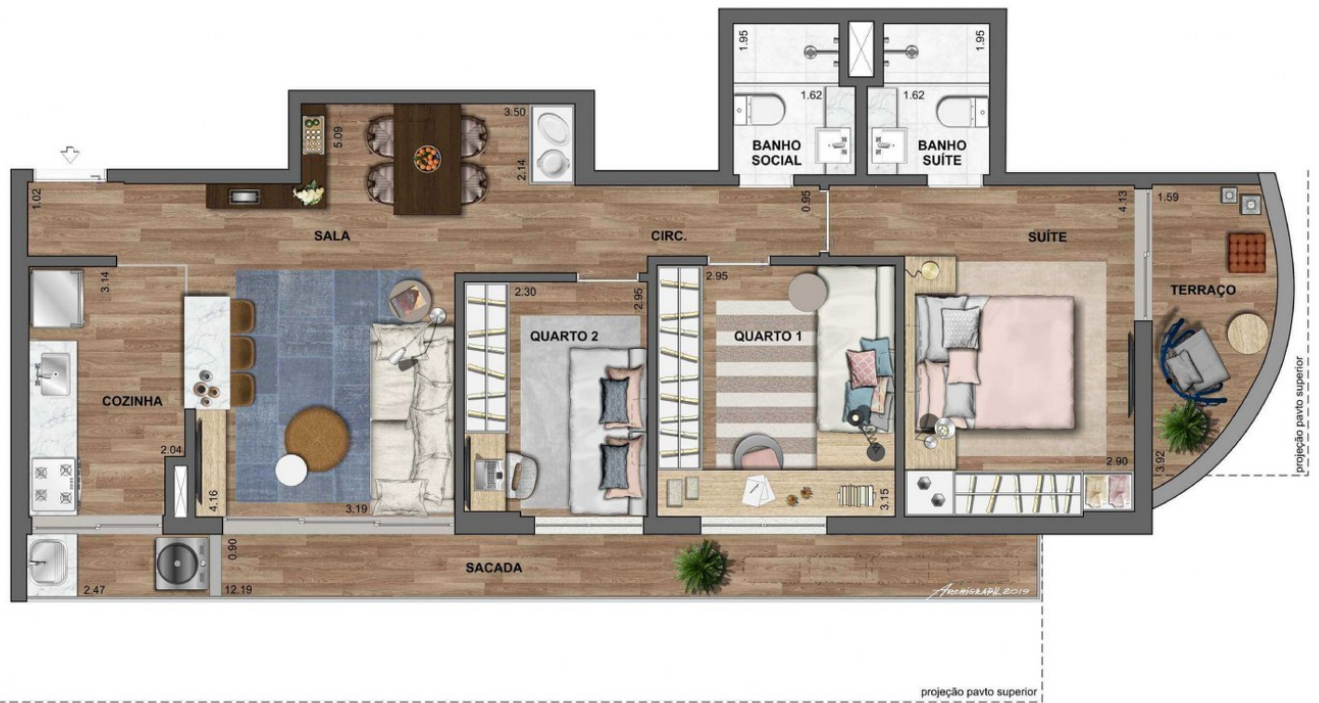 1.95
1.95
1.62
1.62
BANHO
SOCIAL
BANHO
SUÍTE
3.50
5.09
2.14
1.02
0.95
4.13
1.59
SALA
CIRC.
SUÍTE
TERRAÇO
3.14
2.30
2.95
2.95
QUARTO 2
QUARTO 1
COZINHA
2.04
4.16
3.19
3.15
2.90
3.92
projeção pavto superior
0.90
SACADA
2.47
12.19
ARCHIGRAPH 2019
projeção pavto superior